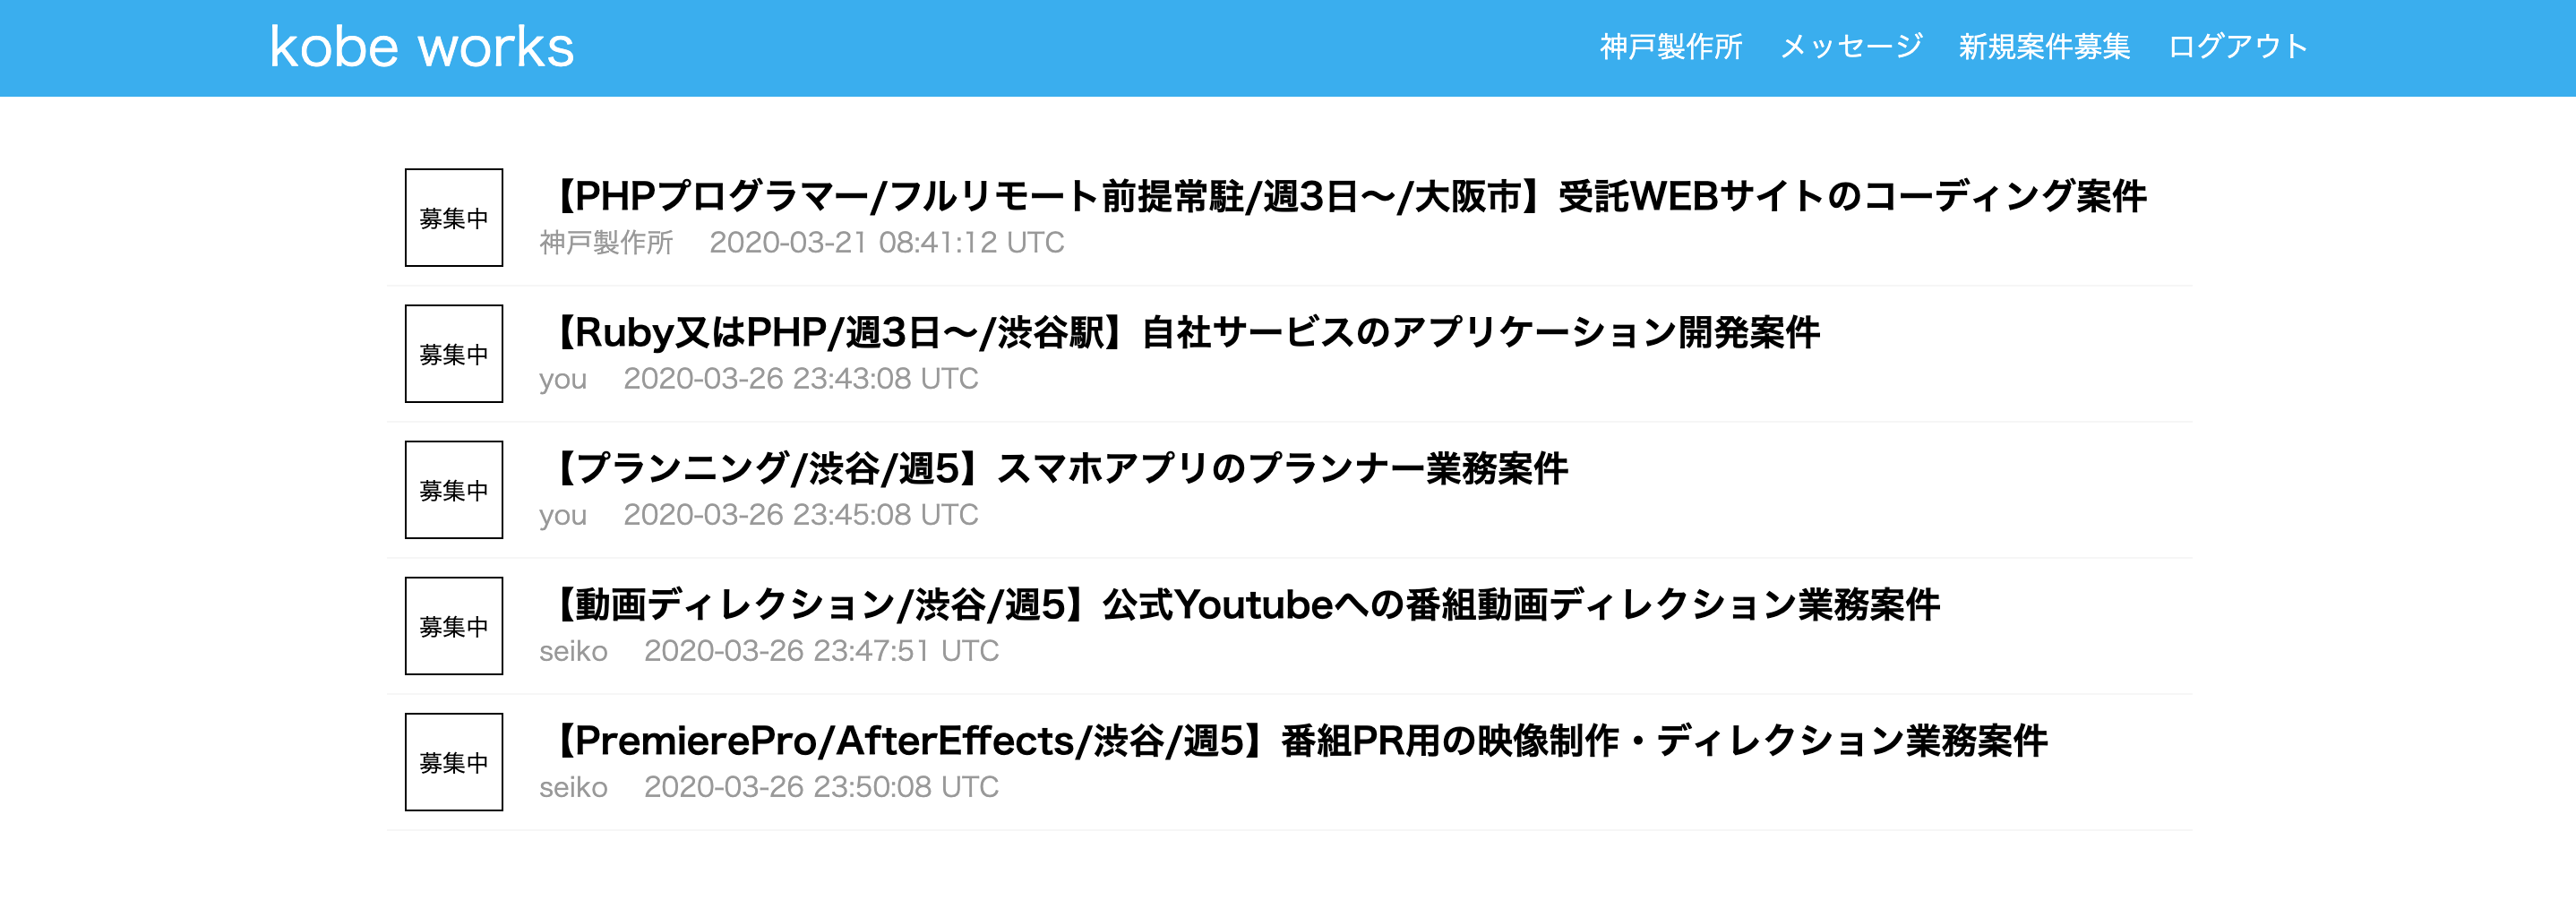 kobe works
神戸製作所 メッセージ 新規案件募集 ログアウト
募集中
【PHPプログラマー/フルリモート前提常駐/週3日〜/大阪市】受託WEBサイトのコーディング案件
神戸製作所 2020-03-21 08:41:12 UTC
募集中
【Ruby又はPHP/週3日〜/渋谷駅】自社サービスのアプリケーション開発案件
you 2020-03-26 23:43:08 UTC
募集中
【プランニング/渋谷/週5】スマホアプリのプランナー業務案件
you 2020-03-26 23:45:08 UTC
募集中
【動画ディレクション/渋谷/週5】公式Youtubeへの番組動画ディレクション業務案件
seiko 2020-03-26 23:47:51 UTC
募集中
【PremierePro/AfterEffects/渋谷/週5】番組PR用の映像制作・ディレクション業務案件
seiko 2020-03-26 23:50:08 UTC